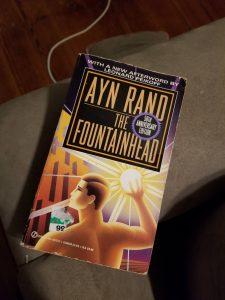 WITH A NEW AFTERWORD BY
LEONARD PEIKOFF
AYN RAND
THE
50TH
ANNIVERSARY
EDITION
FOUNTAINHEAD